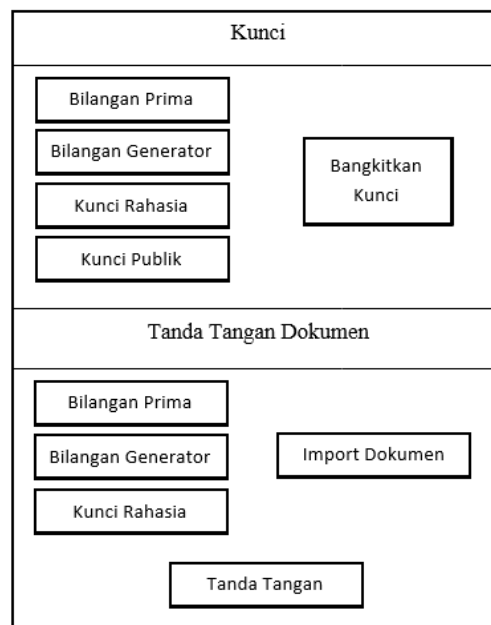 Kunci
Bilangan Prima
Bilangan Generator
Kunci Rahasia
Kunci Publik
Bangkitkan
Kunci
Tanda Tangan Dokumen
Bilangan Prima
Bilangan Generator
Kunci Rahasia
Import Dokumen
Tanda Tangan